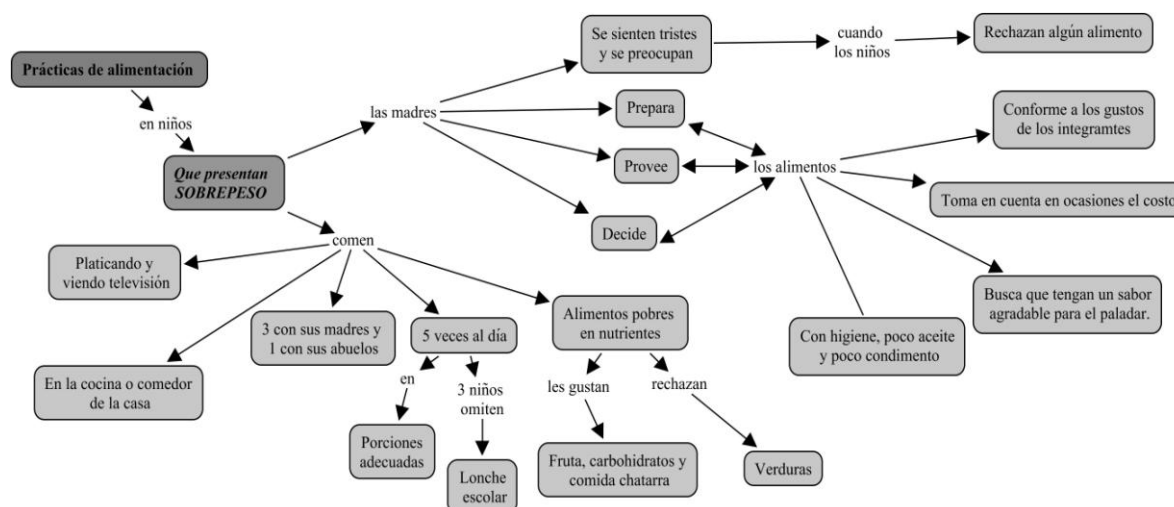 Prácticas de alimentación
en niños
Que presentan
SOBREPESO
las madres
Se sienten tristes
y se preocupan
cuando
los niños
Rechazan algún alimento
Prepara
Provee
Decide
los alimentos
Conforme a los gustos
de los integramtes
Toma en cuenta en ocasiones el costo
Busca que tengan un sabor
agradable para el paladar.
Con higiene, poco aceite
y poco condimento
comen
Platicando y
viendo televisión
En la cocina o comedor
de la casa
3 con sus madres y
1 con sus abuelos
5 veces al día
en
Porciones
adecuadas
3 niños
omiten
Lonche
escolar
Alimentos pobres
en nutrientes
les gustan
Fruta, carbohidratos y
comida chatarra
rechazan
Verduras